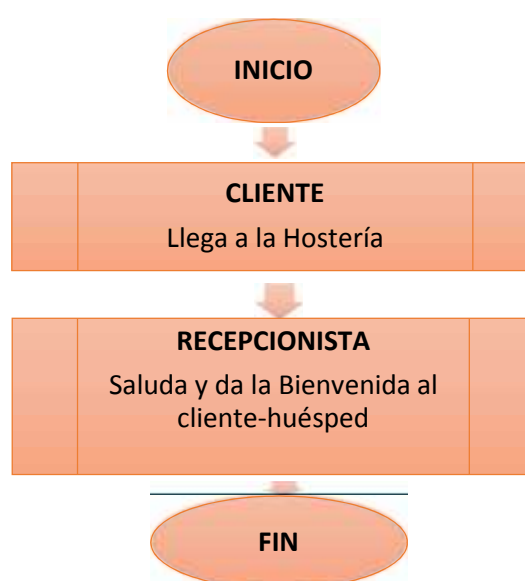 INICIO
CLIENTE
Llega a la Hostería
RECEPCIONISTA
Saluda y da la Bienvenida al
cliente-huésped
FIN